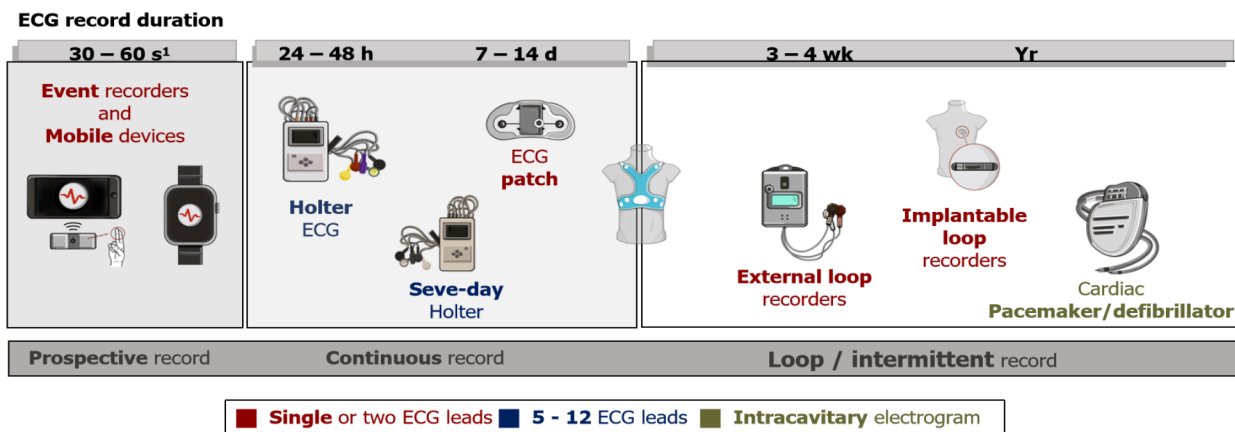 ECG record duration
30 – 60 s¹
24 – 48 h
7 – 14 d
3 – 4 wk
Yr
Event recorders
and
Mobile devices
Holter
ECG
Seve-day
Holter
ECG
patch
External loop
recorders
Implantable
loop
recorders
Cardiac
Pacemaker/defibrillator
Prospective record
Continuous record
Loop / intermittent record
Single or two ECG leads
5 - 12 ECG leads
Intracavitary electrogram